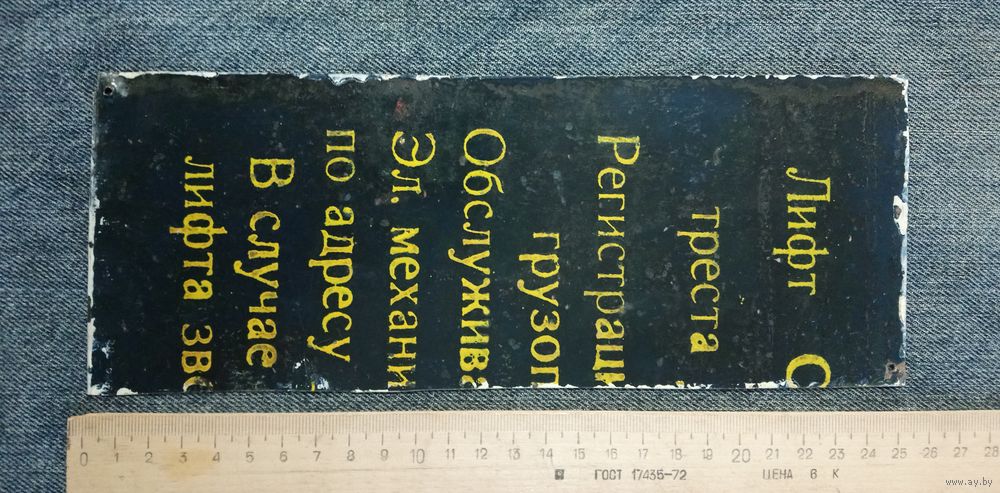 Лифт
треста
Регистрац
грузо
Обслужив
Эл. механи
по адресу
В случае
лифта зв
0 1 2 3 4 5 6 7 8 9 10 11 12 13 14 15 16 17 18 19 20 21 22 23 24 25 26 27 28
ГОСТ 17435-72 ЦЕНА 6 К
www.ay.by